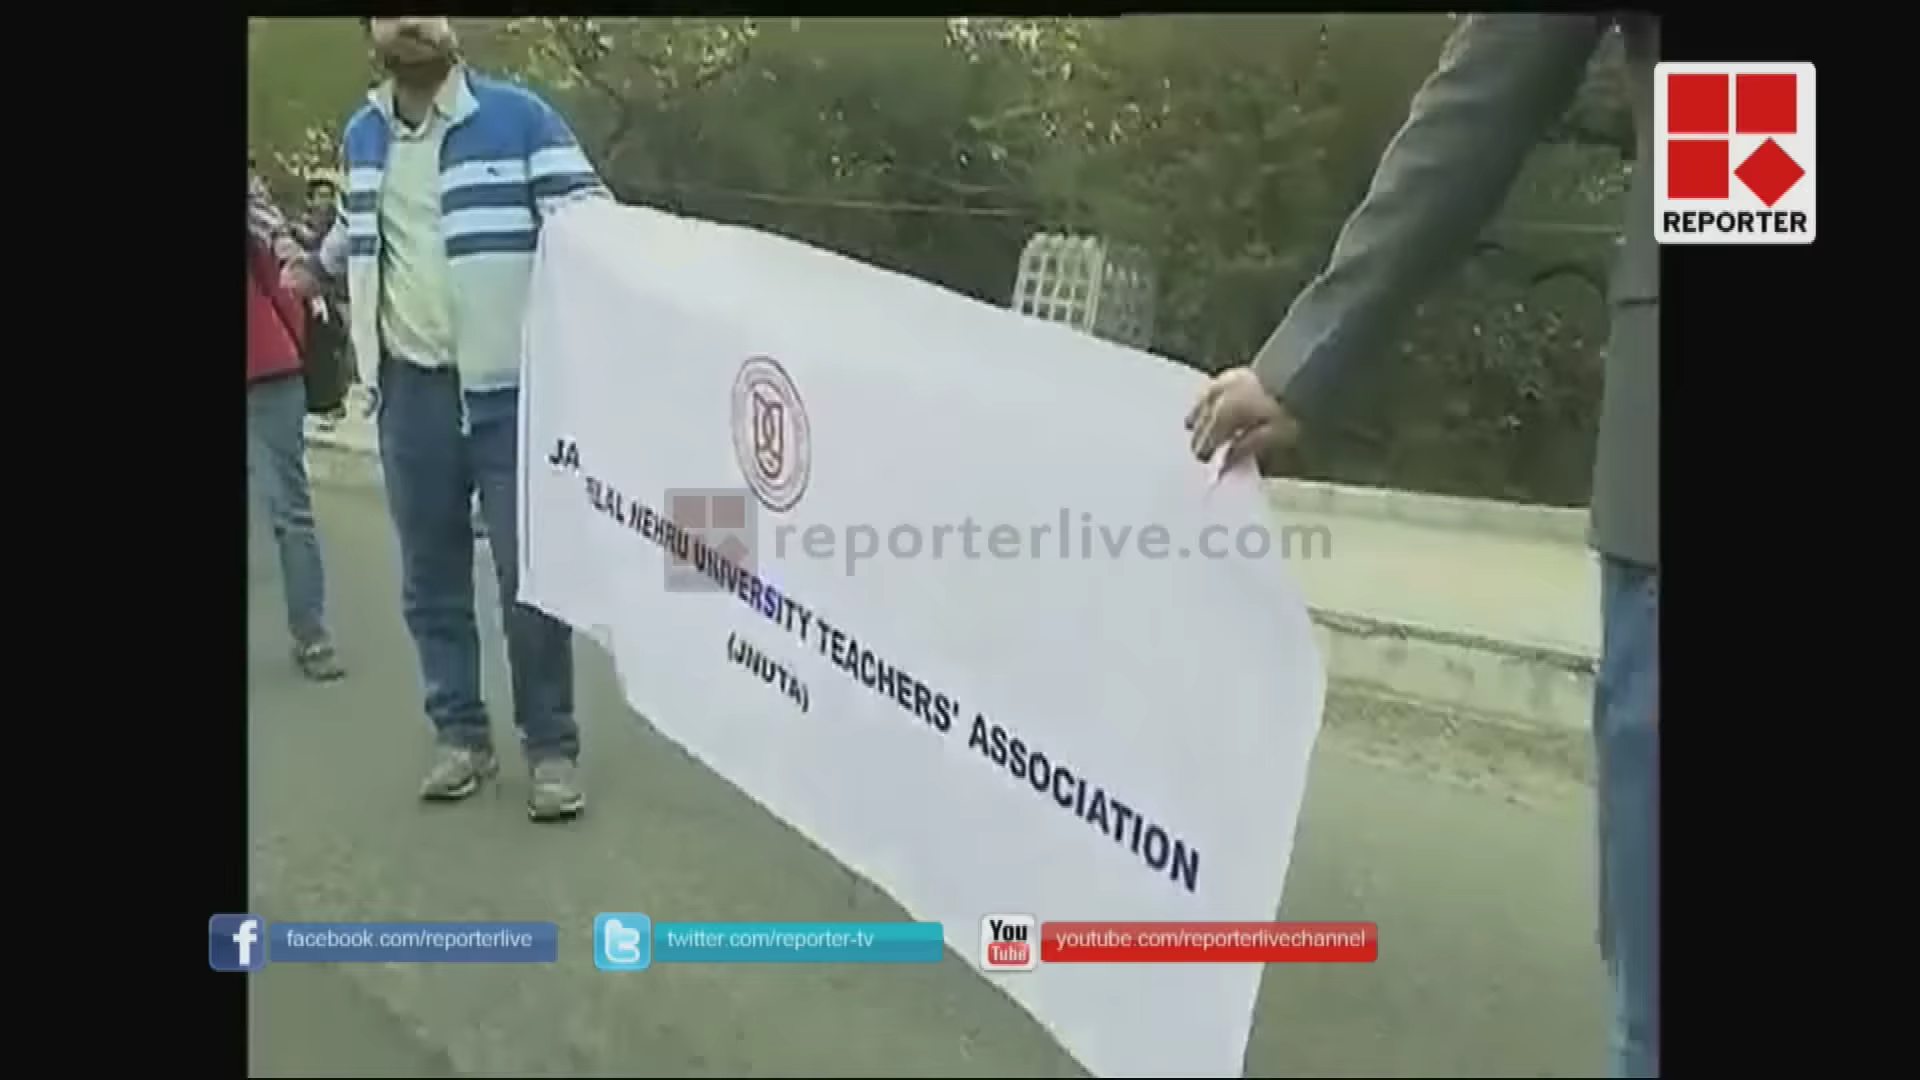 REPORTER
JA RLAL NEHRU UNIVERSITY TEACHERS' ASSOCIATION
(JNUTA)
reporterlive.com
facebook.com/reporterlive
twitter.com/reporter-tv
You Tube
youtube.com/reporterlivechannel